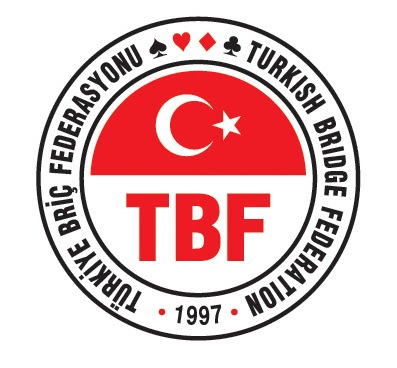 TÜRKİYE BRİÇ FEDERASYONU ♠♥♦♣ TURKISH BRIDGE FEDERATION
TBF
• 1997 •